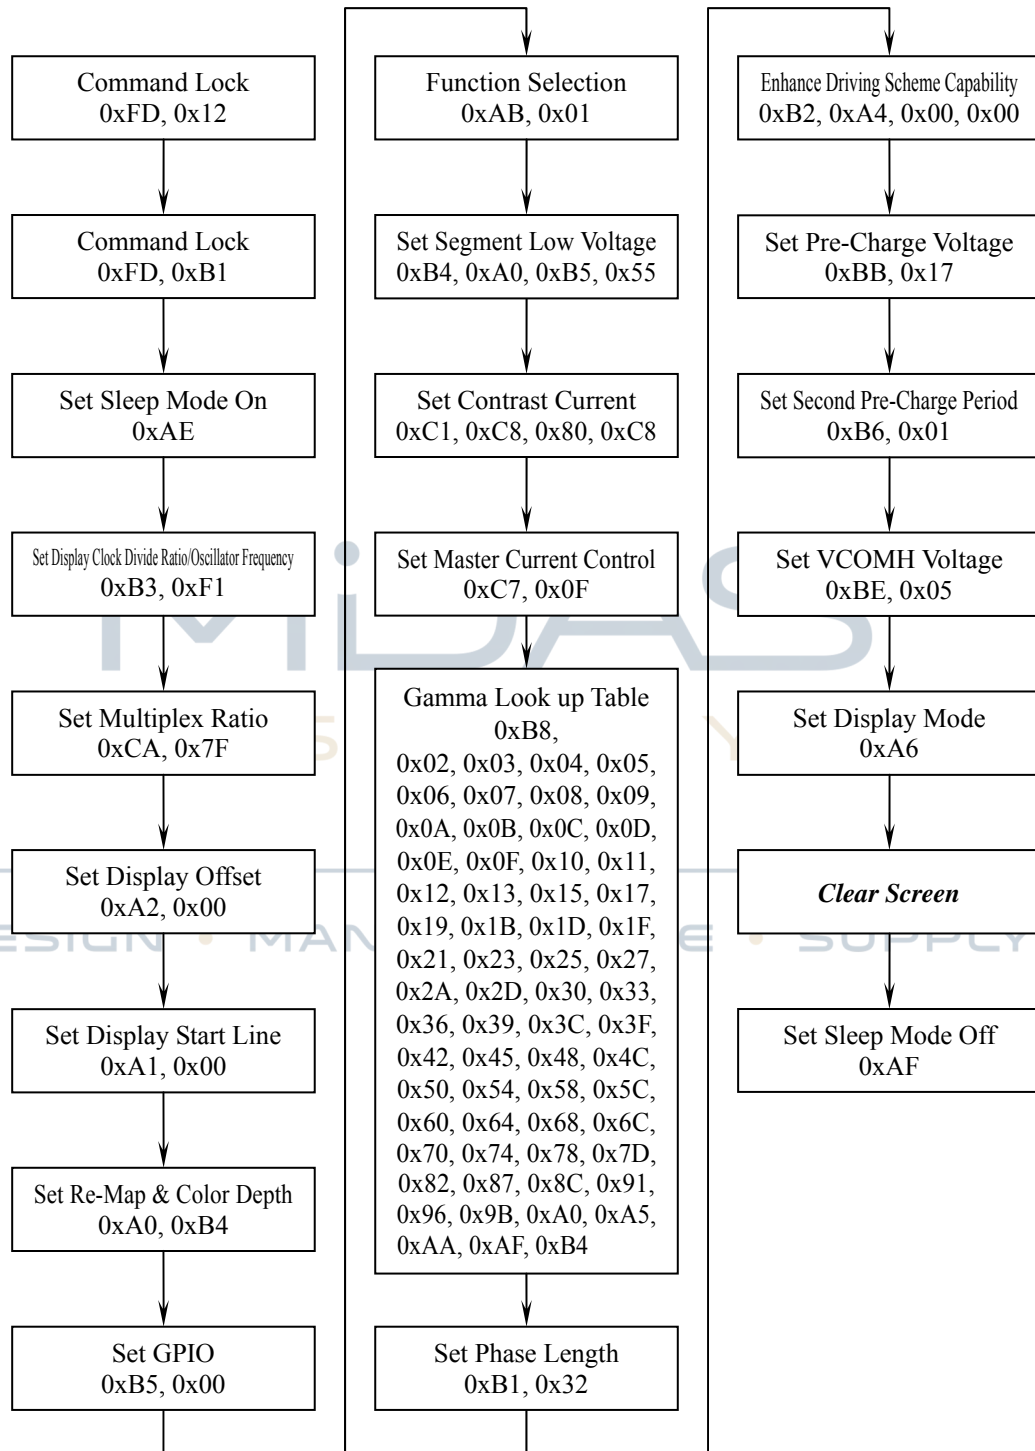 Command Lock
0xFD, 0x12
Command Lock
0xFD, 0xB1
Set Sleep Mode On
0xAE
Set Display Clock Divide Ratio/Oscillator Frequency
0xB3, 0xF1
Set Multiplex Ratio
0xCA, 0x7F
Set Display Offset
0xA2, 0x00
Set Display Start Line
0xA1, 0x00
Set Re-Map & Color Depth
0xA0, 0xB4
Set GPIO
0xB5, 0x00
Function Selection
0xAB, 0x01
Set Segment Low Voltage
0xB4, 0xA0, 0xB5, 0x55
Set Contrast Current
0xC1, 0xC8, 0x80, 0xC8
Set Master Current Control
0xC7, 0x0F
Gamma Look up Table
0xB8,
0x02, 0x03, 0x04, 0x05,
0x06, 0x07, 0x08, 0x09,
0x0A, 0x0B, 0x0C, 0x0D,
0x0E, 0x0F, 0x10, 0x11,
0x12, 0x13, 0x15, 0x17,
0x19, 0x1B, 0x1D, 0x1F,
0x21, 0x23, 0x25, 0x27,
0x2A, 0x2D, 0x30, 0x33,
0x36, 0x39, 0x3C, 0x3F,
0x42, 0x45, 0x48, 0x4C,
0x50, 0x54, 0x58, 0x5C,
0x60, 0x64, 0x68, 0x6C,
0x70, 0x74, 0x78, 0x7D,
0x82, 0x87, 0x8C, 0x91,
0x96, 0x9B, 0xA0, 0xA5,
0xAA, 0xAF, 0xB4
Set Phase Length
0xB1, 0x32
Enhance Driving Scheme Capability
0xB2, 0xA4, 0x00, 0x00
Set Pre-Charge Voltage
0xBB, 0x17
Set Second Pre-Charge Period
0xB6, 0x01
Set VCOMH Voltage
0xBE, 0x05
Set Display Mode
0xA6
Clear Screen
Set Sleep Mode Off
0xAF
MIDAS
SUPPLY